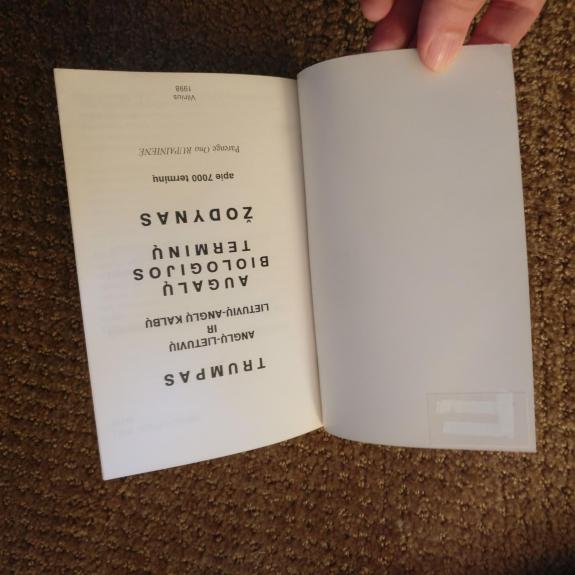 TRUMPAS
ANGLŲ-LIETUVIŲ
IR
LIETUVIŲ-ANGLŲ KALBŲ
AUGALŲ
BIOLOGIJOS
TERMINŲ
ŽODYNAS
apie 7000 terminų
Parengė Ona RUPAINIENĖ
Vilnius
1998